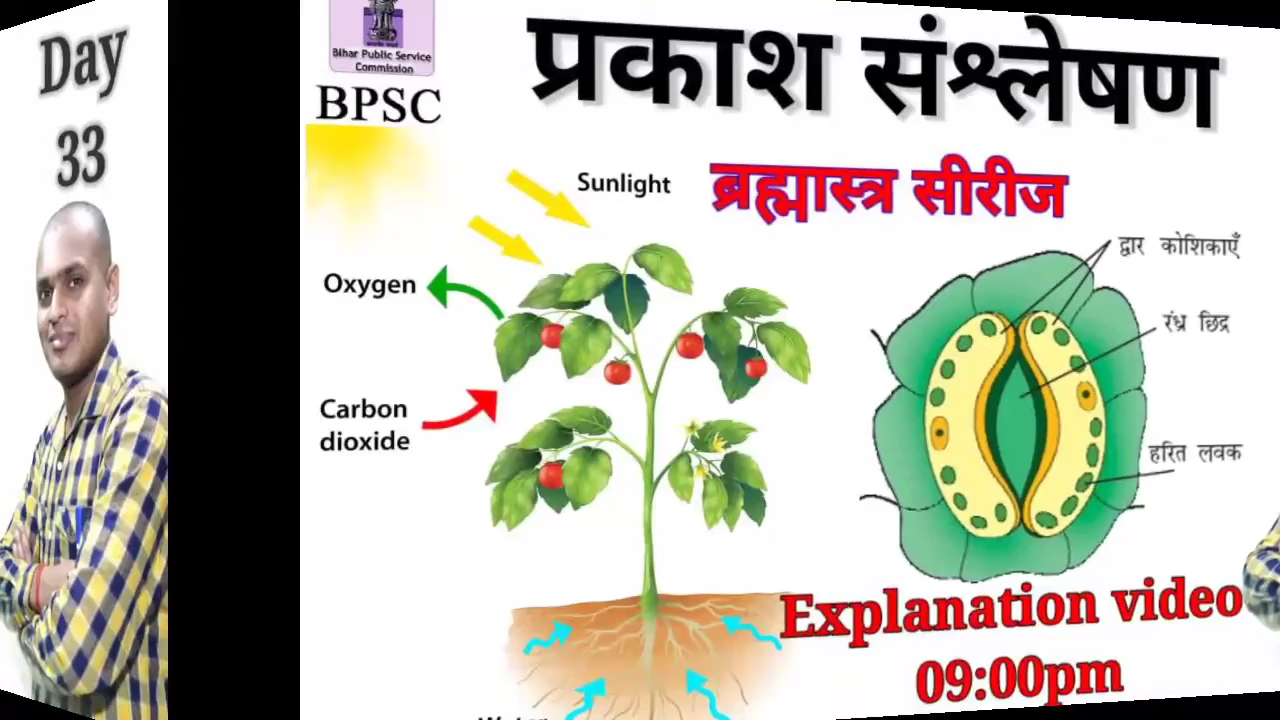 Day
33
Bihar Public Service
Commission
BPSC
प्रकाश संश्लेषण
ब्रह्मास्त्र सीरीज
Sunlight
Oxygen
Carbon
dioxide
द्वार कोशिकाएँ
रंध्र छिद्र
हरित लवक
Explanation video
09:00pm
Water